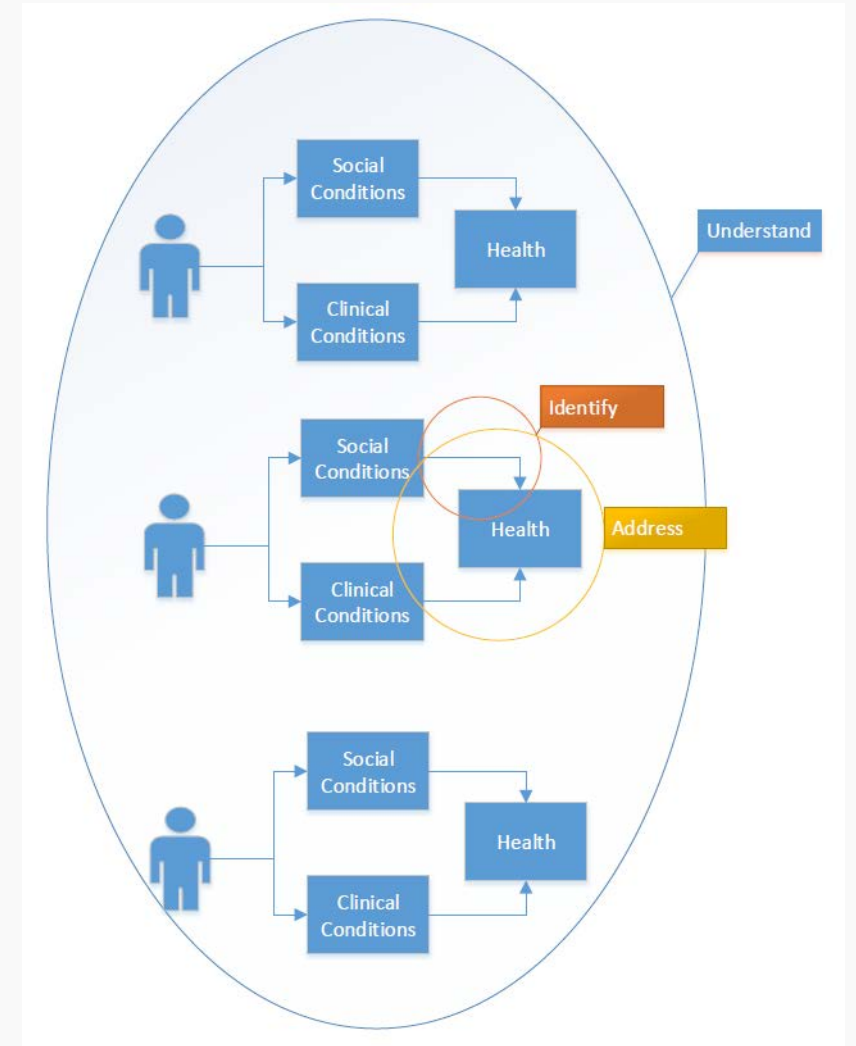 Social
Conditions
Health
Understand
Clinical
Conditions
Identify
Social
Conditions
Health
Address
Clinical
Conditions
Social
Conditions
Health
Clinical
Conditions